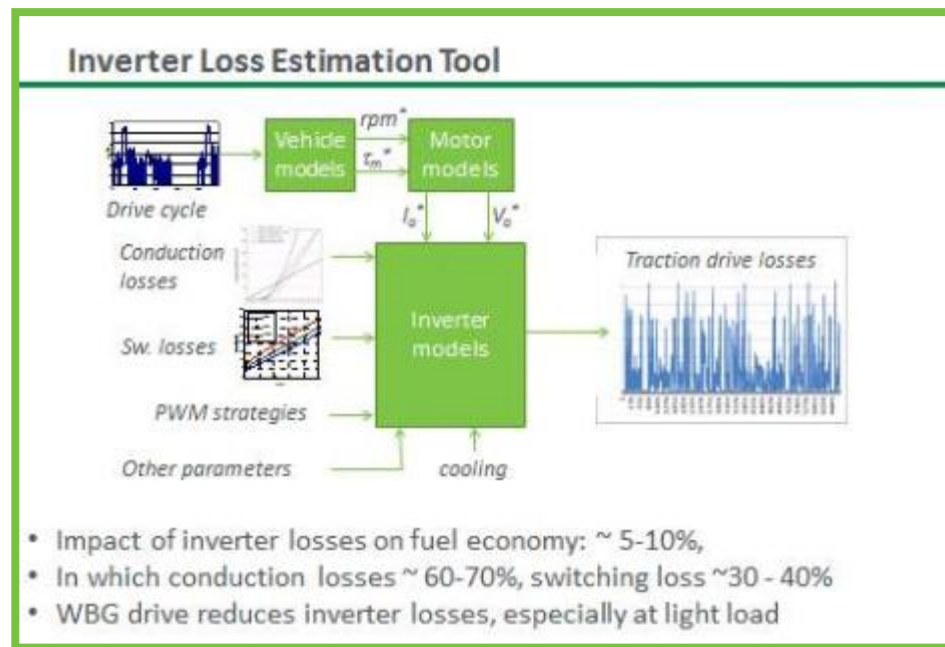 Inverter Loss Estimation Tool
rpm*
Vehicle models
Motor models
τm*
Drive cycle
Io*
Vo*
Conduction losses
Traction drive losses
Inverter models
Sw. losses
PWM strategies
Other parameters
cooling
• Impact of inverter losses on fuel economy: ~ 5-10%,
• In which conduction losses ~ 60-70%, switching loss ~30 - 40%
• WBG drive reduces inverter losses, especially at light load